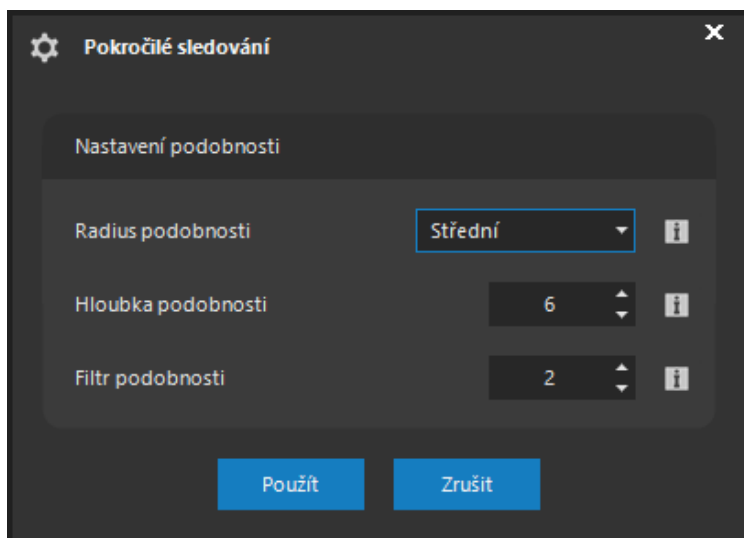 Pokročilé sledování
Nastavení podobnosti
Radius podobnosti Střední
Hloubka podobnosti 6
Filtr podobnosti 2
Použít Zrušit